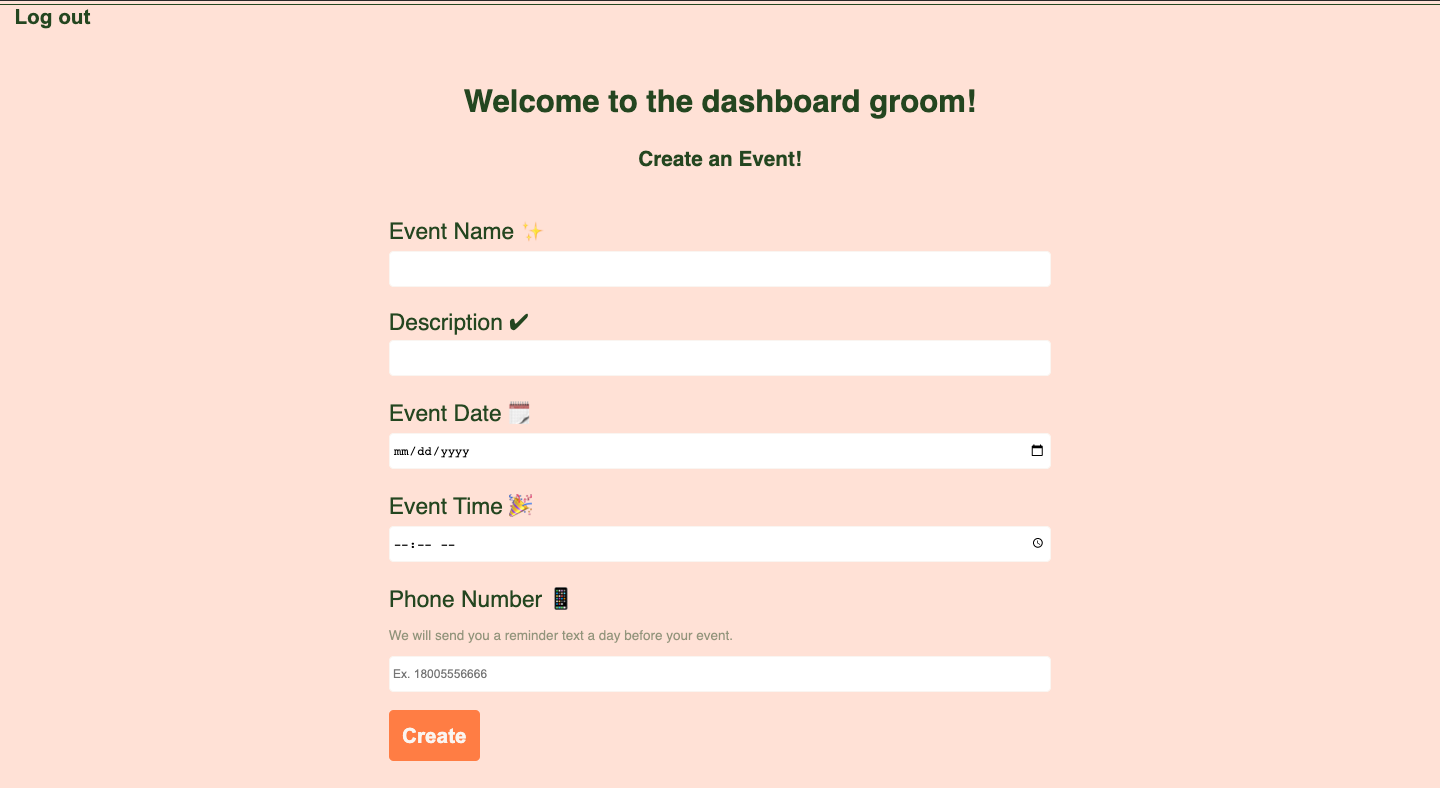 Log out
Welcome to the dashboard groom!
Create an Event!
Event Name ✨
Description ✔
Event Date 🗓️
mm/dd/yyyy
Event Time 🎉
--:-- --
Phone Number 📱
We will send you a reminder text a day before your event.
Ex. 18005556666
Create